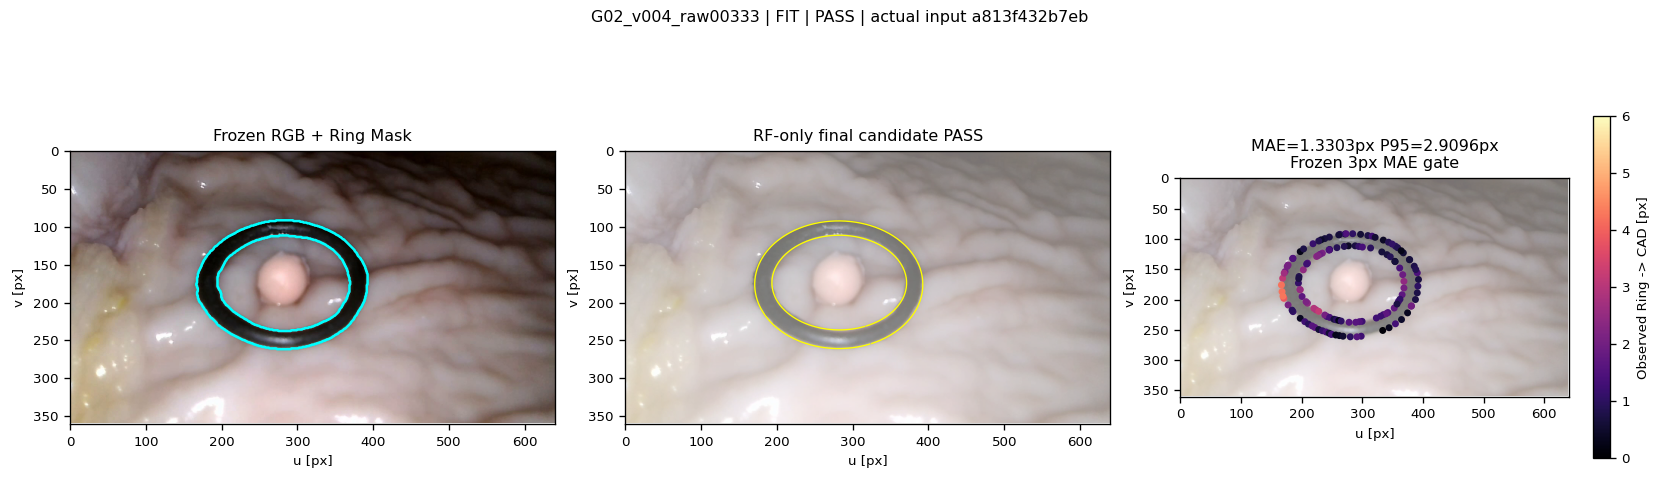 G02_v004_raw00333 | FIT | PASS | actual input a813f432b7eb
Frozen RGB + Ring Mask
0
50
100
150
200
250
300
350
v [px]
0 100 200 300 400 500 600
u [px]
RF-only final candidate PASS
0
50
100
150
200
250
300
350
v [px]
0 100 200 300 400 500 600
u [px]
MAE=1.3303px P95=2.9096px
Frozen 3px MAE gate
0
50
100
150
200
250
300
350
v [px]
0 100 200 300 400 500 600
u [px]
6
5
4
3
2
1
0
Observed Ring -> CAD [px]